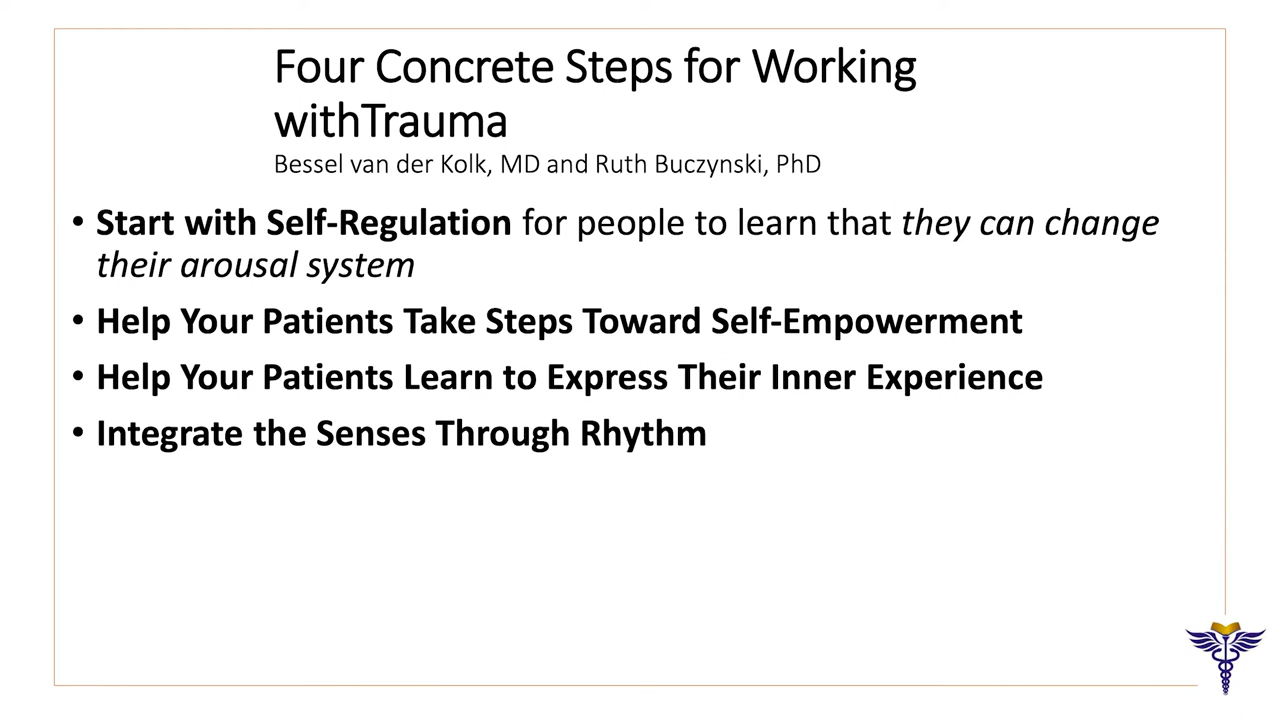 Four Concrete Steps for Working
withTrauma
Bessel van der Kolk, MD and Ruth Buczynski, PhD
• Start with Self-Regulation for people to learn that they can change
their arousal system
• Help Your Patients Take Steps Toward Self-Empowerment
• Help Your Patients Learn to Express Their Inner Experience
• Integrate the Senses Through Rhythm